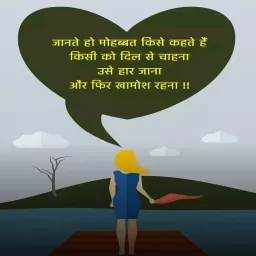 जानते हो मोहब्बत किसे कहते हैं
किसी को दिल से चाहना
उसे हार जाना
और फिर खामोश रहना !!